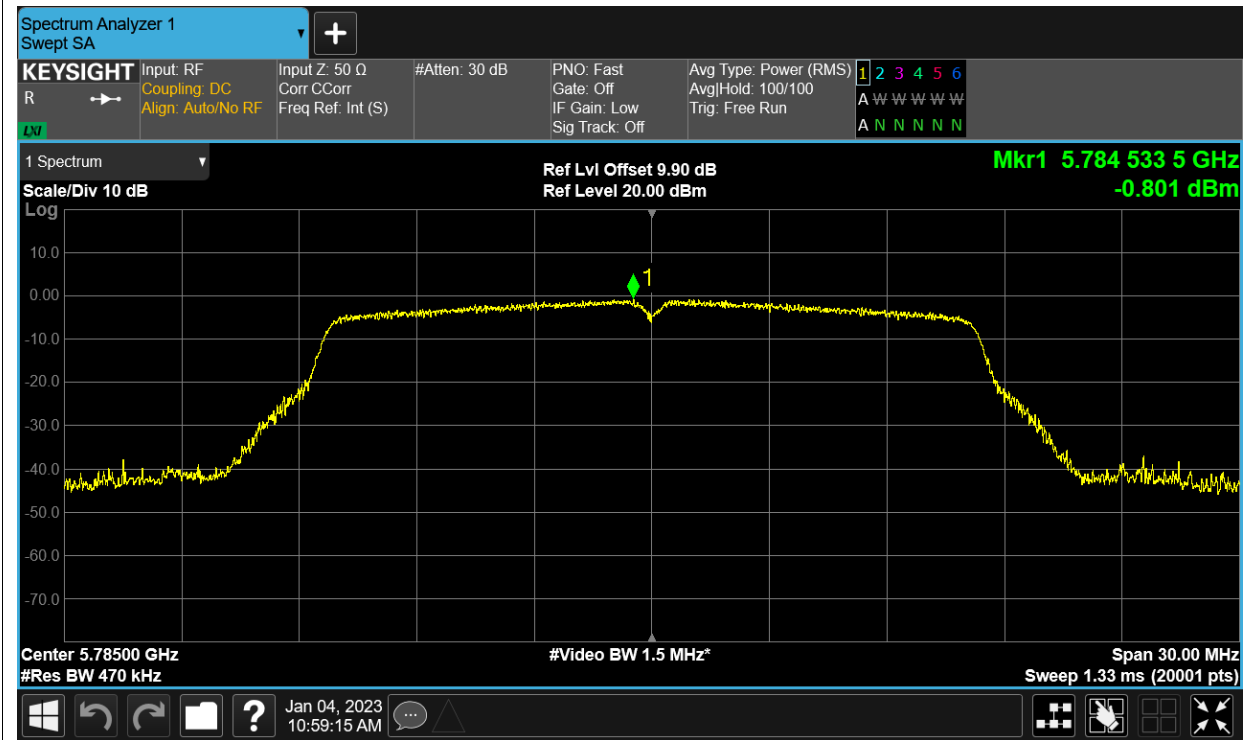 Spectrum Analyzer 1
Swept SA
KEYSIGHT
R
LXI
Input: RF
Coupling: DC
Align: Auto/No RF
Input Z: 50 Ω
Corr CCorr
Freq Ref: Int (S)
#Atten: 30 dB
PNO: Fast
Gate: Off
IF Gain: Low
Sig Track: Off
Avg Type: Power (RMS)
Avg|Hold: 100/100
Trig: Free Run
1 2 3 4 5 6
A W W W W W
A N N N N N
1 Spectrum
Scale/Div 10 dB
Ref Lvl Offset 9.90 dB
Ref Level 20.00 dBm
Mkr1 5.784 533 5 GHz
-0.801 dBm
Log
10.0
0.00
-10.0
-20.0
-30.0
-40.0
-50.0
-60.0
-70.0
1
Center 5.78500 GHz
#Res BW 470 kHz
#Video BW 1.5 MHz*
Span 30.00 MHz
Sweep 1.33 ms (20001 pts)
?
Jan 04, 2023
10:59:15 AM